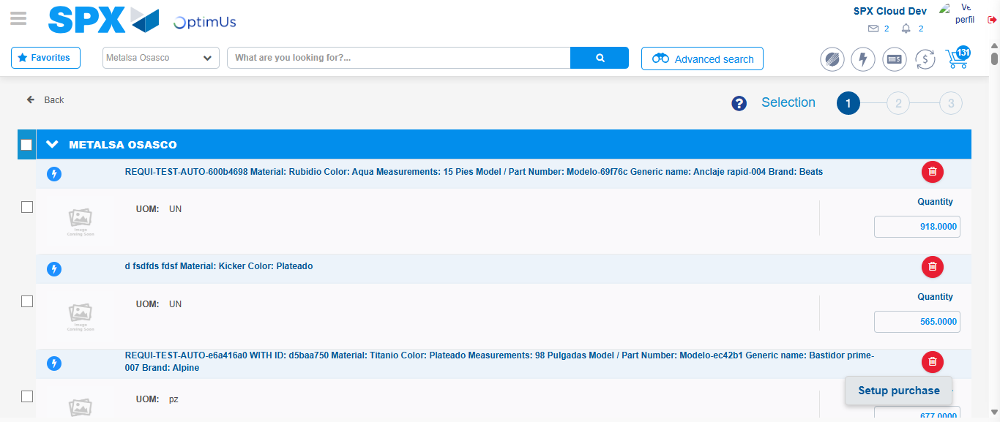 SPX OptimUs
SPX Cloud Dev
2 2
Ve
perfil
Favorites
Metalsa Osasco
What are you looking for?...
Advanced search
131
Back
? Selection 1 2 3
METALSA OSASCO
REQUI-TEST-AUTO-600b4698 Material: Rubidio Color: Aqua Measurements: 15 Pies Model / Part Number: Modelo-69f76c Generic name: Anclaje rapid-004 Brand: Beats
Image
Coming Soon
UOM: UN
Quantity
918.0000
d fsdfds fdsf Material: Kicker Color: Plateado
Image
Coming Soon
UOM: UN
Quantity
565.0000
REQUI-TEST-AUTO-e6a416a0 WITH ID: d5baa750 Material: Titanio Color: Plateado Measurements: 98 Pulgadas Model / Part Number: Modelo-ec42b1 Generic name: Bastidor prime-
007 Brand: Alpine
UOM: pz
Setup purchase
677.0000